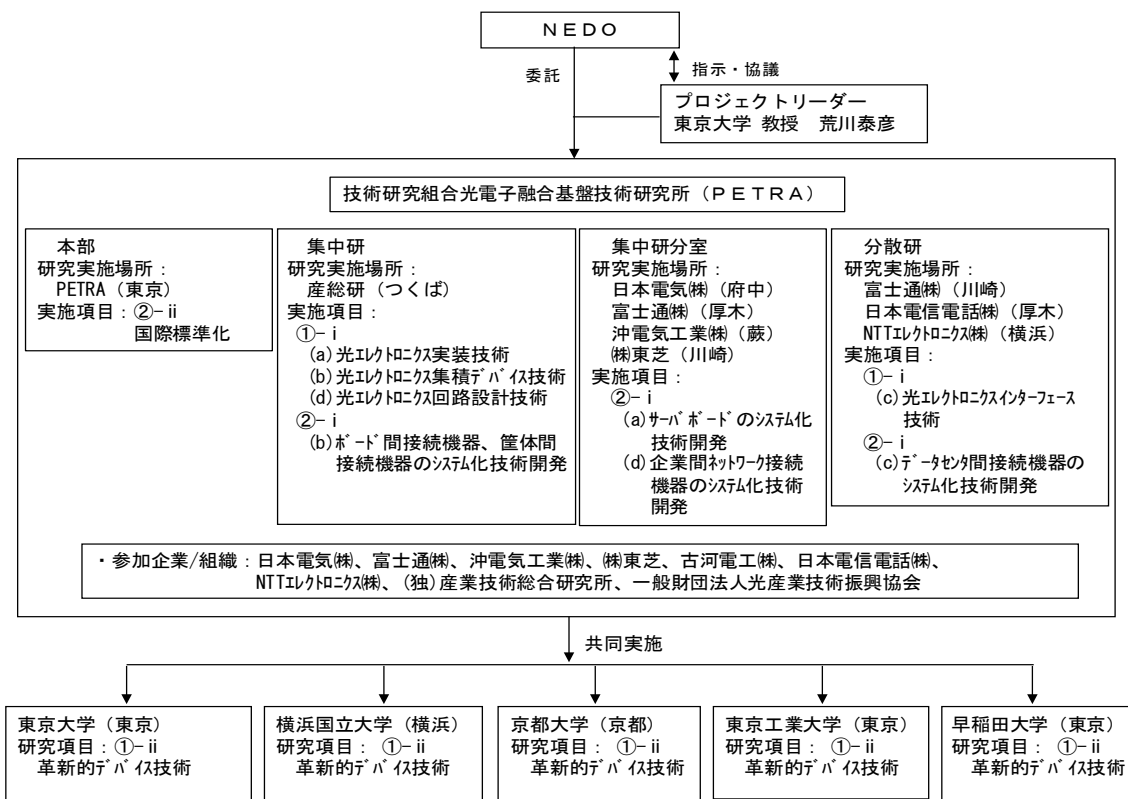 ＮＥＤＯ
委託
指示・協議
プロジェクトリーダー
東京大学 教授　荒川泰彦
技術研究組合光電子融合基盤技術研究所（ＰＥＴＲＡ）
本部
研究実施場所：
PETRA（東京）
実施項目：②-ⅱ
国際標準化
集中研
研究実施場所：
産総研（つくば）
実施項目：
①-ⅰ
(a)光ｴﾚｸﾄﾛﾆｸｽ実装技術
(b)光ｴﾚｸﾄﾛﾆｸｽ集積ﾃﾞﾊﾞｲｽ技術
(d)光ｴﾚｸﾄﾛﾆｸｽ回路設計技術
②-ⅰ
(b)ﾎﾞｰﾄﾞ間接続機器、筐体間
接続機器のｼｽﾃﾑ化技術開発
集中研分室
研究実施場所：
日本電気㈱（府中）
富士通㈱（厚木）
沖電気工業㈱（蕨）
㈱東芝（川崎）
実施項目：
②-ⅰ
(a)ｻｰﾊﾞﾎﾞｰﾄﾞのｼｽﾃﾑ化
技術開発
(d)企業間ﾈｯﾄﾜｰｸ接続
機器のｼｽﾃﾑ化技術
開発
分散研
研究実施場所：
富士通㈱（川崎）
日本電信電話㈱（厚木）
NTTｴﾚｸﾄﾛﾆｸｽ㈱（横浜）
実施項目：
①-ⅰ
(c)光ｴﾚｸﾄﾛﾆｸｽｲﾝﾀｰﾌｪｰｽ
技術
②-ⅰ
(c)ﾃﾞｰﾀｾﾝﾀ間接続機器の
ｼｽﾃﾑ化技術開発
・参加企業/組織：日本電気㈱、富士通㈱、沖電気工業㈱、㈱東芝、古河電工㈱、日本電信電話㈱、
NTTｴﾚｸﾄﾛﾆｸｽ㈱、(独)産業技術総合研究所、一般財団法人光産業技術振興協会
共同実施
東京大学（東京）
研究項目：①-ⅱ
革新的ﾃﾞﾊﾞｲｽ技術
横浜国立大学（横浜）
研究項目：①-ⅱ
革新的ﾃﾞﾊﾞｲｽ技術
京都大学（京都）
研究項目：①-ⅱ
革新的ﾃﾞﾊﾞｲｽ技術
東京工業大学（東京）
研究項目：①-ⅱ
革新的ﾃﾞﾊﾞｲｽ技術
早稲田大学（東京）
研究項目：①-ⅱ
革新的ﾃﾞﾊﾞｲｽ技術